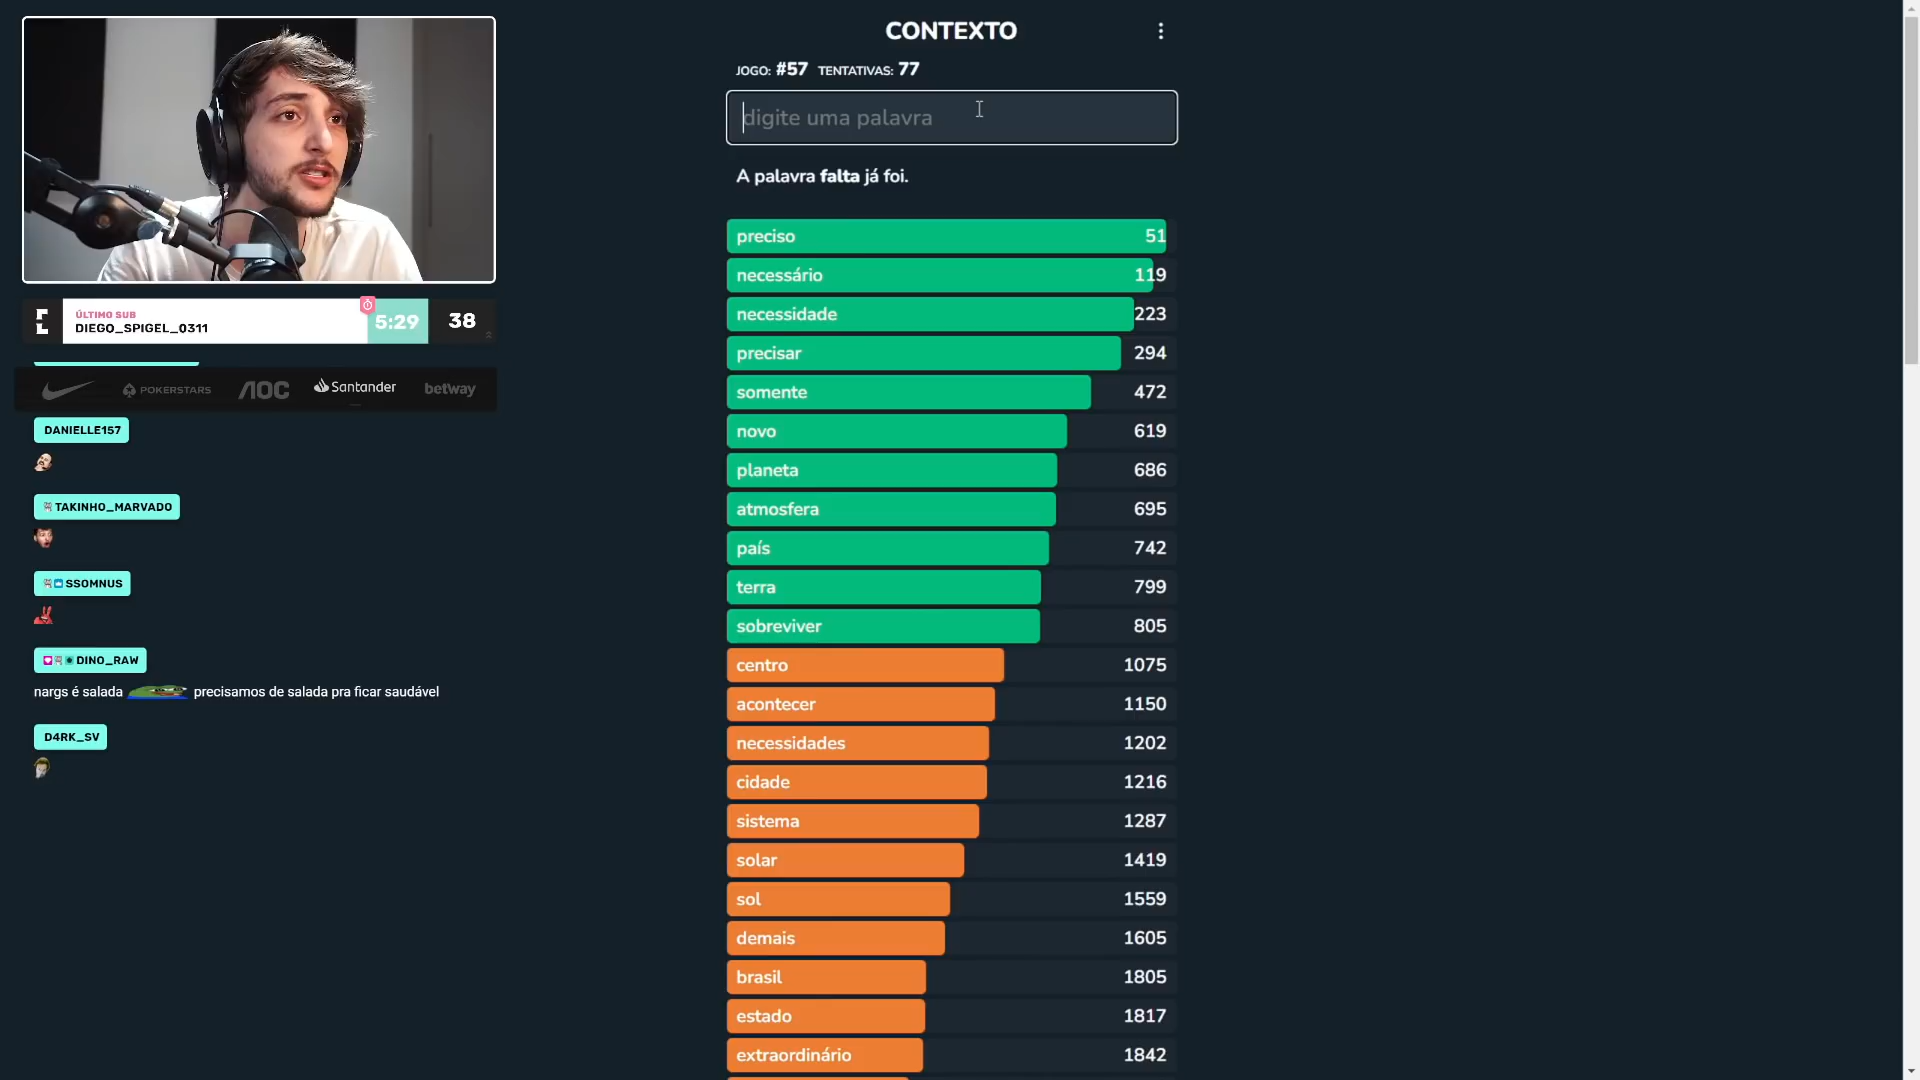 CONTEXTO
JOGO: #57 TENTATIVAS: 77
digite uma palavra
A palavra falta já foi.
preciso 51
necessário 119
necessidade 223
precisar 294
somente 472
novo 619
planeta 686
atmosfera 695
país 742
terra 799
sobreviver 805
centro 1075
acontecer 1150
necessidades 1202
cidade 1216
sistema 1287
solar 1419
sol 1559
demais 1605
brasil 1805
estado 1817
extraordinário 1842
ÚLTIMO SUB
DIEGO_SPIGEL_0311
5:29
38
POKERSTARS AOC Santander betway
DANIELLE157
TAKINHO_MARVADO
SSOMNUS
DINO_RAW
nargs é salada precisamos de salada pra ficar saudável
D4RK_SV